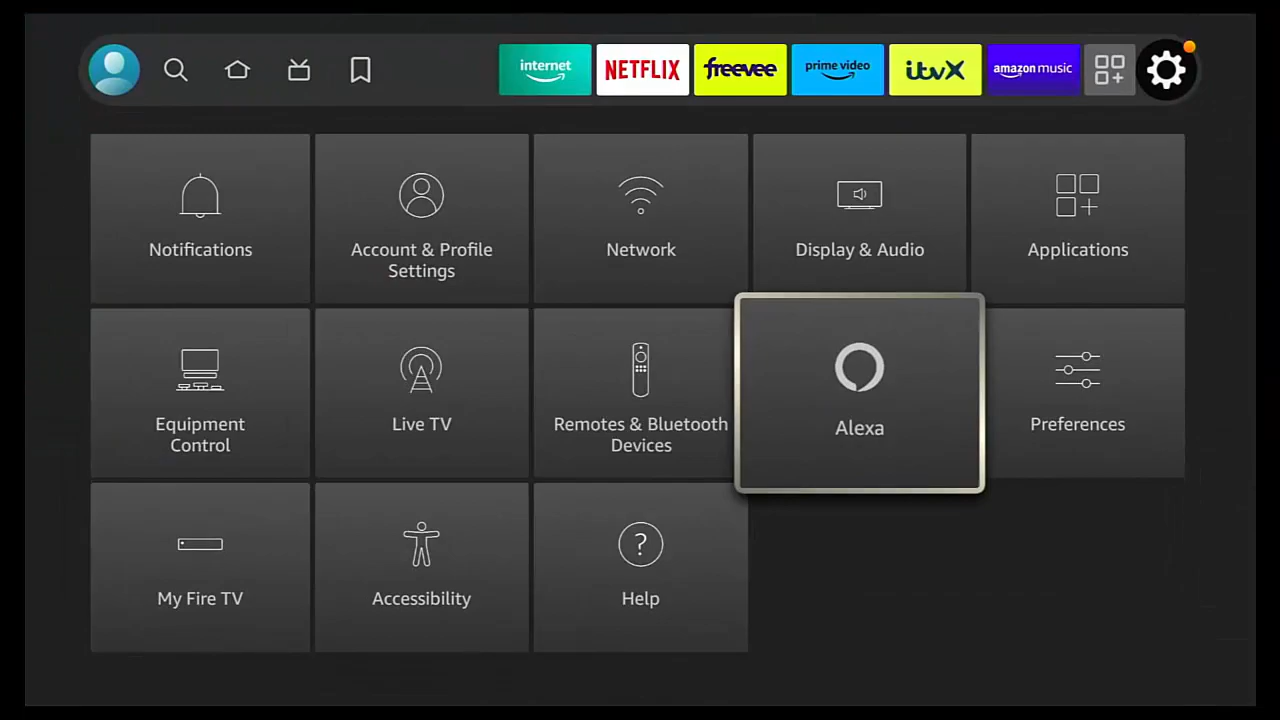 internet
NETFLIX
freevee
prime video
itvX
amazon music
Notifications
Account & Profile
Settings
Network
Display & Audio
Applications
Equipment
Control
Live TV
Remotes & Bluetooth
Devices
Alexa
Preferences
My Fire TV
Accessibility
?
Help